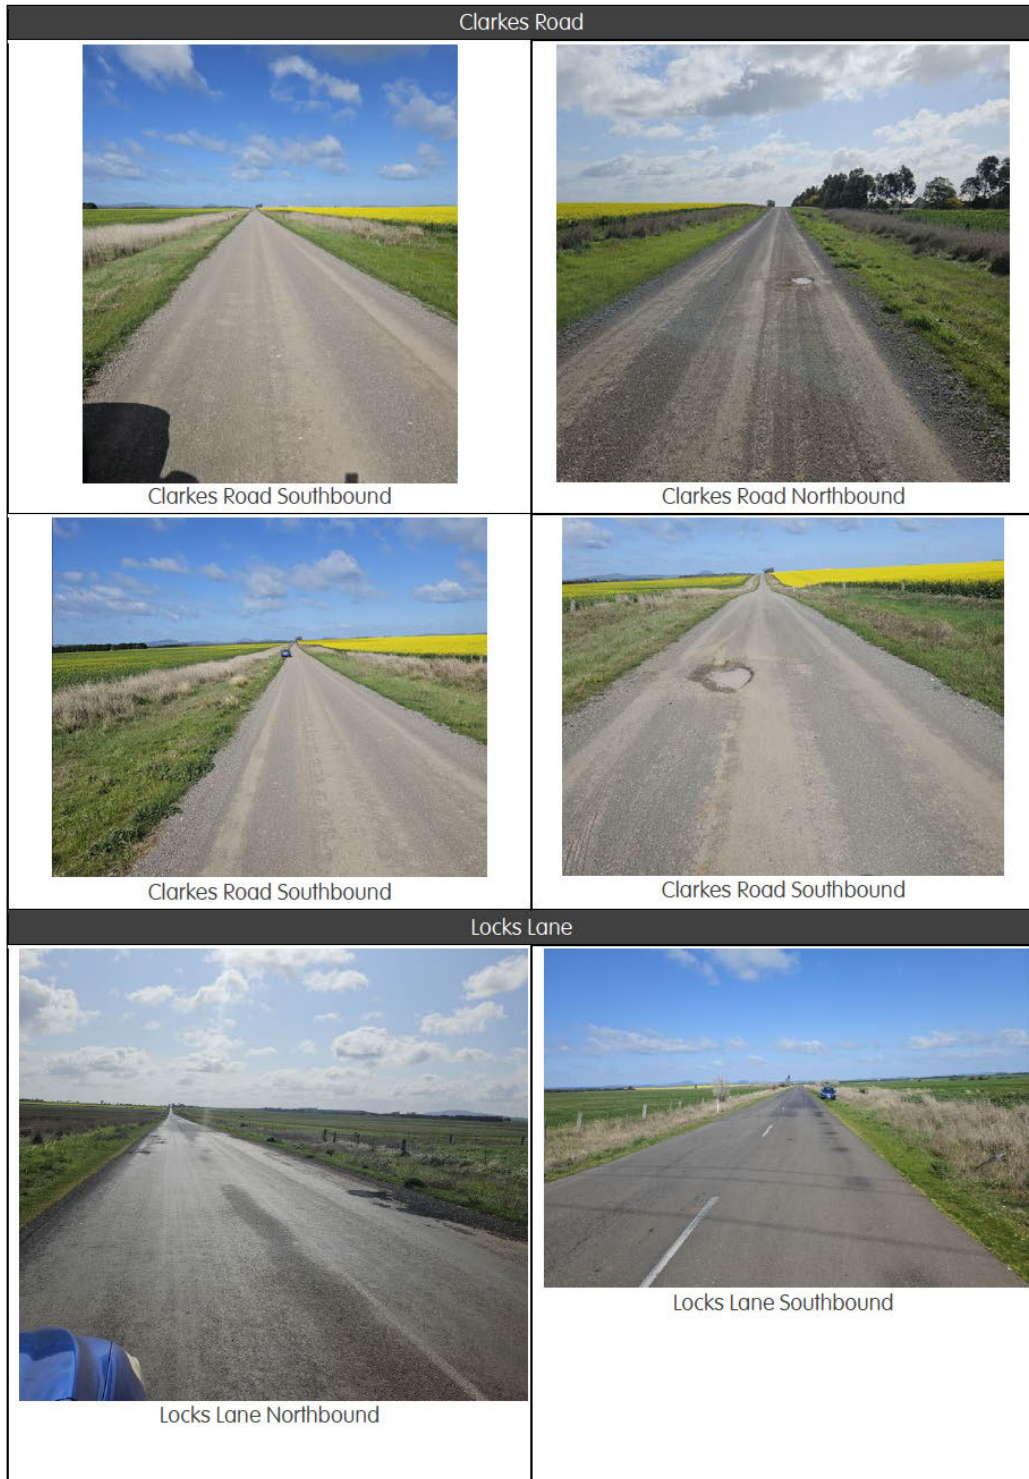 Clarkes Road
Clarkes Road Southbound
Clarkes Road Northbound
Clarkes Road Southbound
Clarkes Road Southbound
Locks Lane
Locks Lane Northbound
Locks Lane Southbound